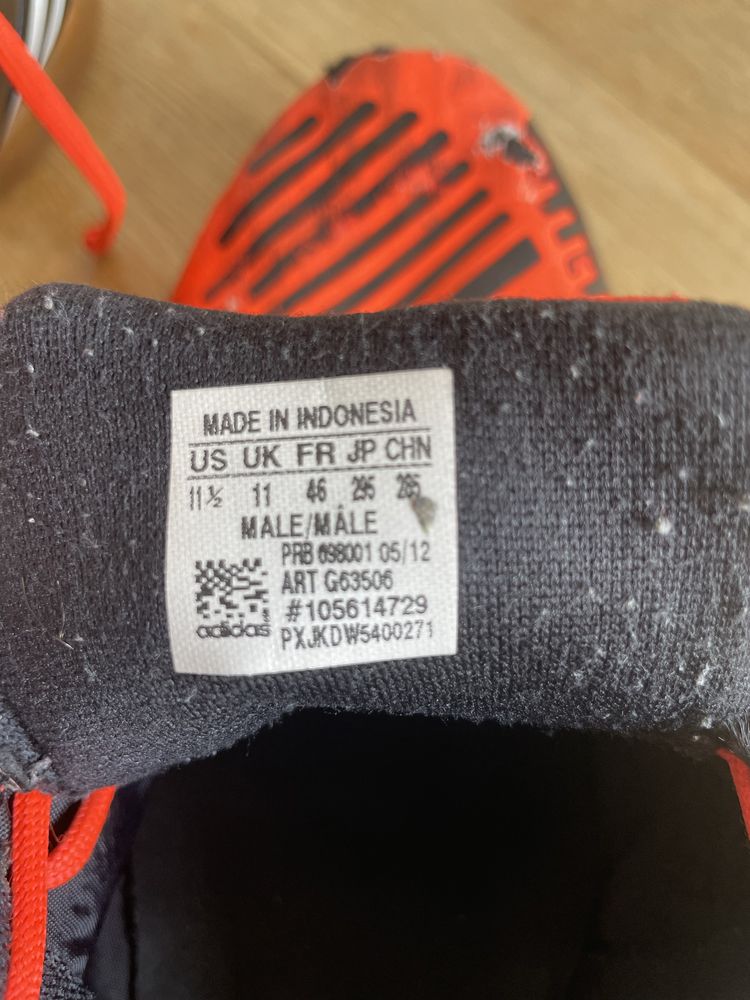 MADE IN INDONESIA
US UK FR JP CHN
11½ 11 46 295 285
MALE/MÂLE
PRB 698001 05/12
ART G63506
#105614729
adidas
PXJKDW5400271